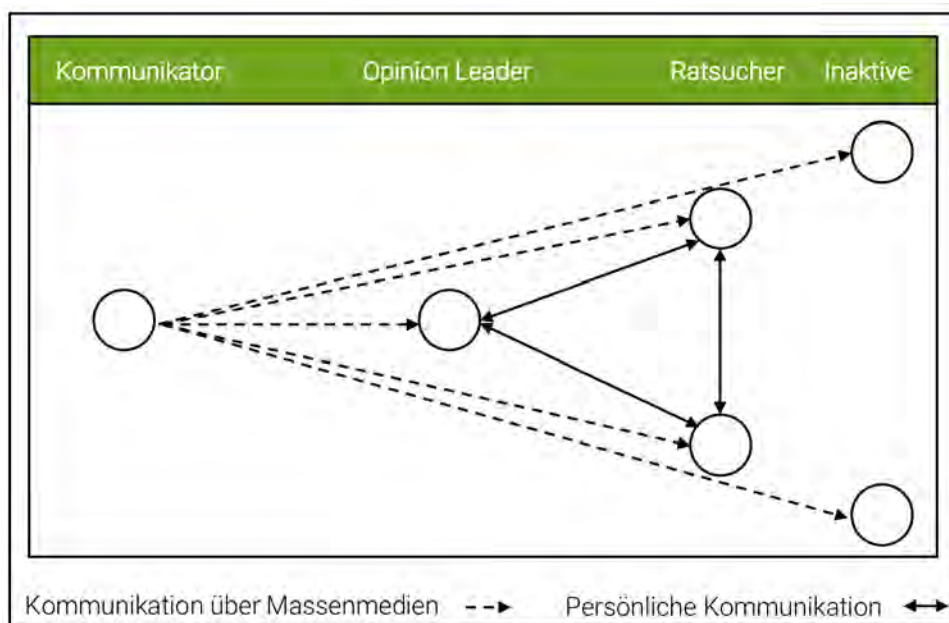 Kommunikator Opinion Leader Ratsucher Inaktive
Kommunikation über Massenmedien Persönliche Kommunikation